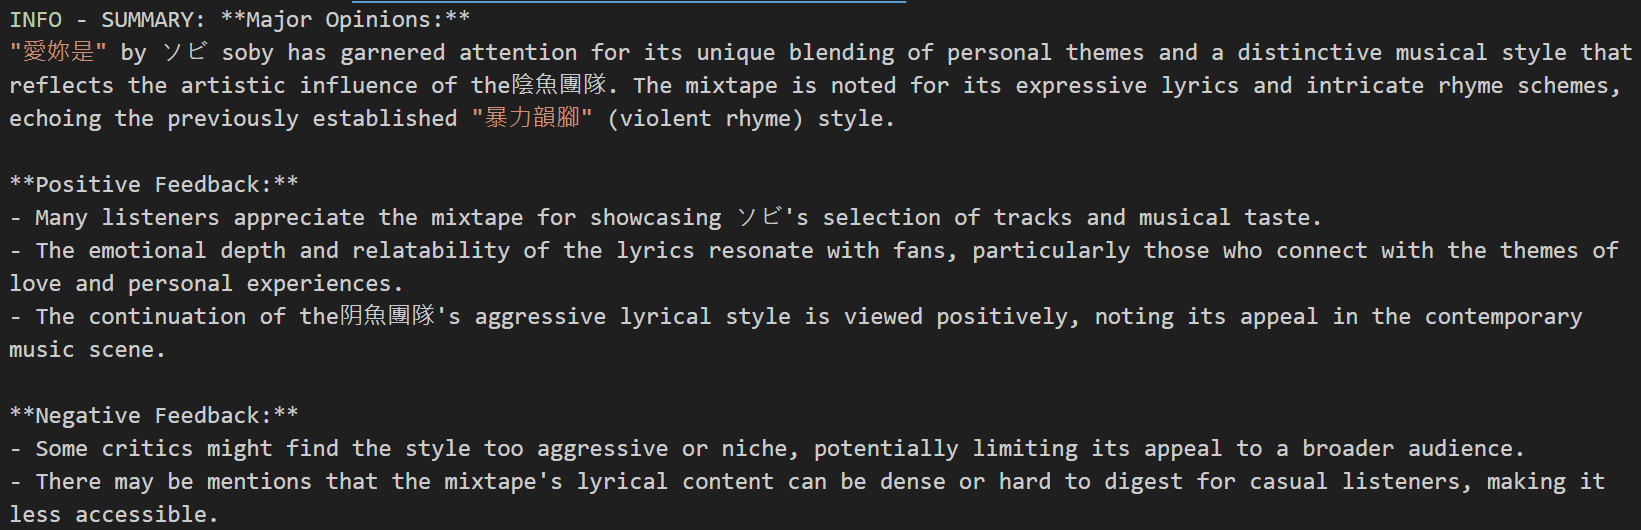 INFO - SUMMARY: **Major Opinions:**
"愛妳是" by ソビ soby has garnered attention for its unique blending of personal themes and a distinctive musical style that
reflects the artistic influence of the陰魚團隊. The mixtape is noted for its expressive lyrics and intricate rhyme schemes,
echoing the previously established "暴力韻腳" (violent rhyme) style.
**Positive Feedback:**
- Many listeners appreciate the mixtape for showcasing ソビ's selection of tracks and musical taste.
- The emotional depth and relatability of the lyrics resonate with fans, particularly those who connect with the themes of
love and personal experiences.
- The continuation of the阴魚團隊's aggressive lyrical style is viewed positively, noting its appeal in the contemporary
music scene.
**Negative Feedback:**
- Some critics might find the style too aggressive or niche, potentially limiting its appeal to a broader audience.
- There may be mentions that the mixtape's lyrical content can be dense or hard to digest for casual listeners, making it
less accessible.